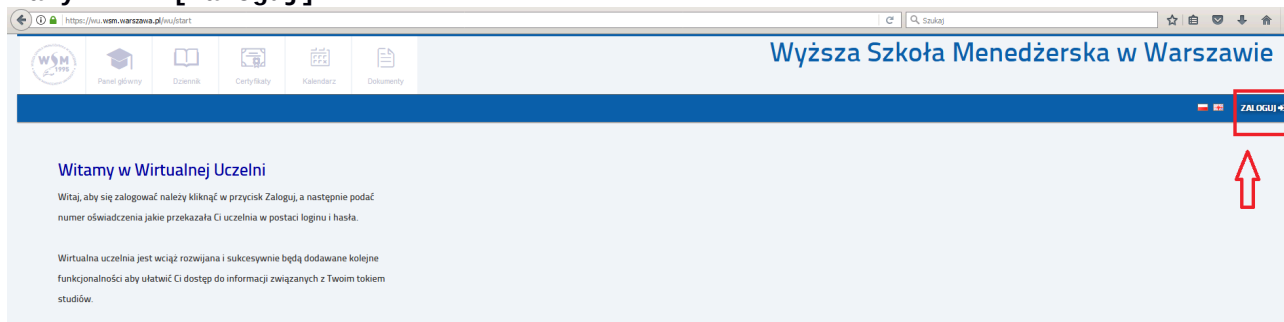 https://wu.wsm.warszawa.pl/wu/start
Szukaj
WSM
1995
Panel główny
Dziennik
Certyfikaty
Kalendarz
Dokumenty
Wyższa Szkoła Menedżerska w Warszawie
ZALOGUJ
Witamy w Wirtualnej Uczelni
Witaj, aby się zalogować należy kliknąć w przycisk Zaloguj, a następnie podać
numer oświadczenia jakie przekazała Ci uczelnia w postaci loginu i hasła.
Wirtualna uczelnia jest wciąż rozwijana i sukcesywnie będą dodawane kolejne
funkcjonalności aby ułatwić Ci dostęp do informacji związanych z Twoim tokiem
studiów.